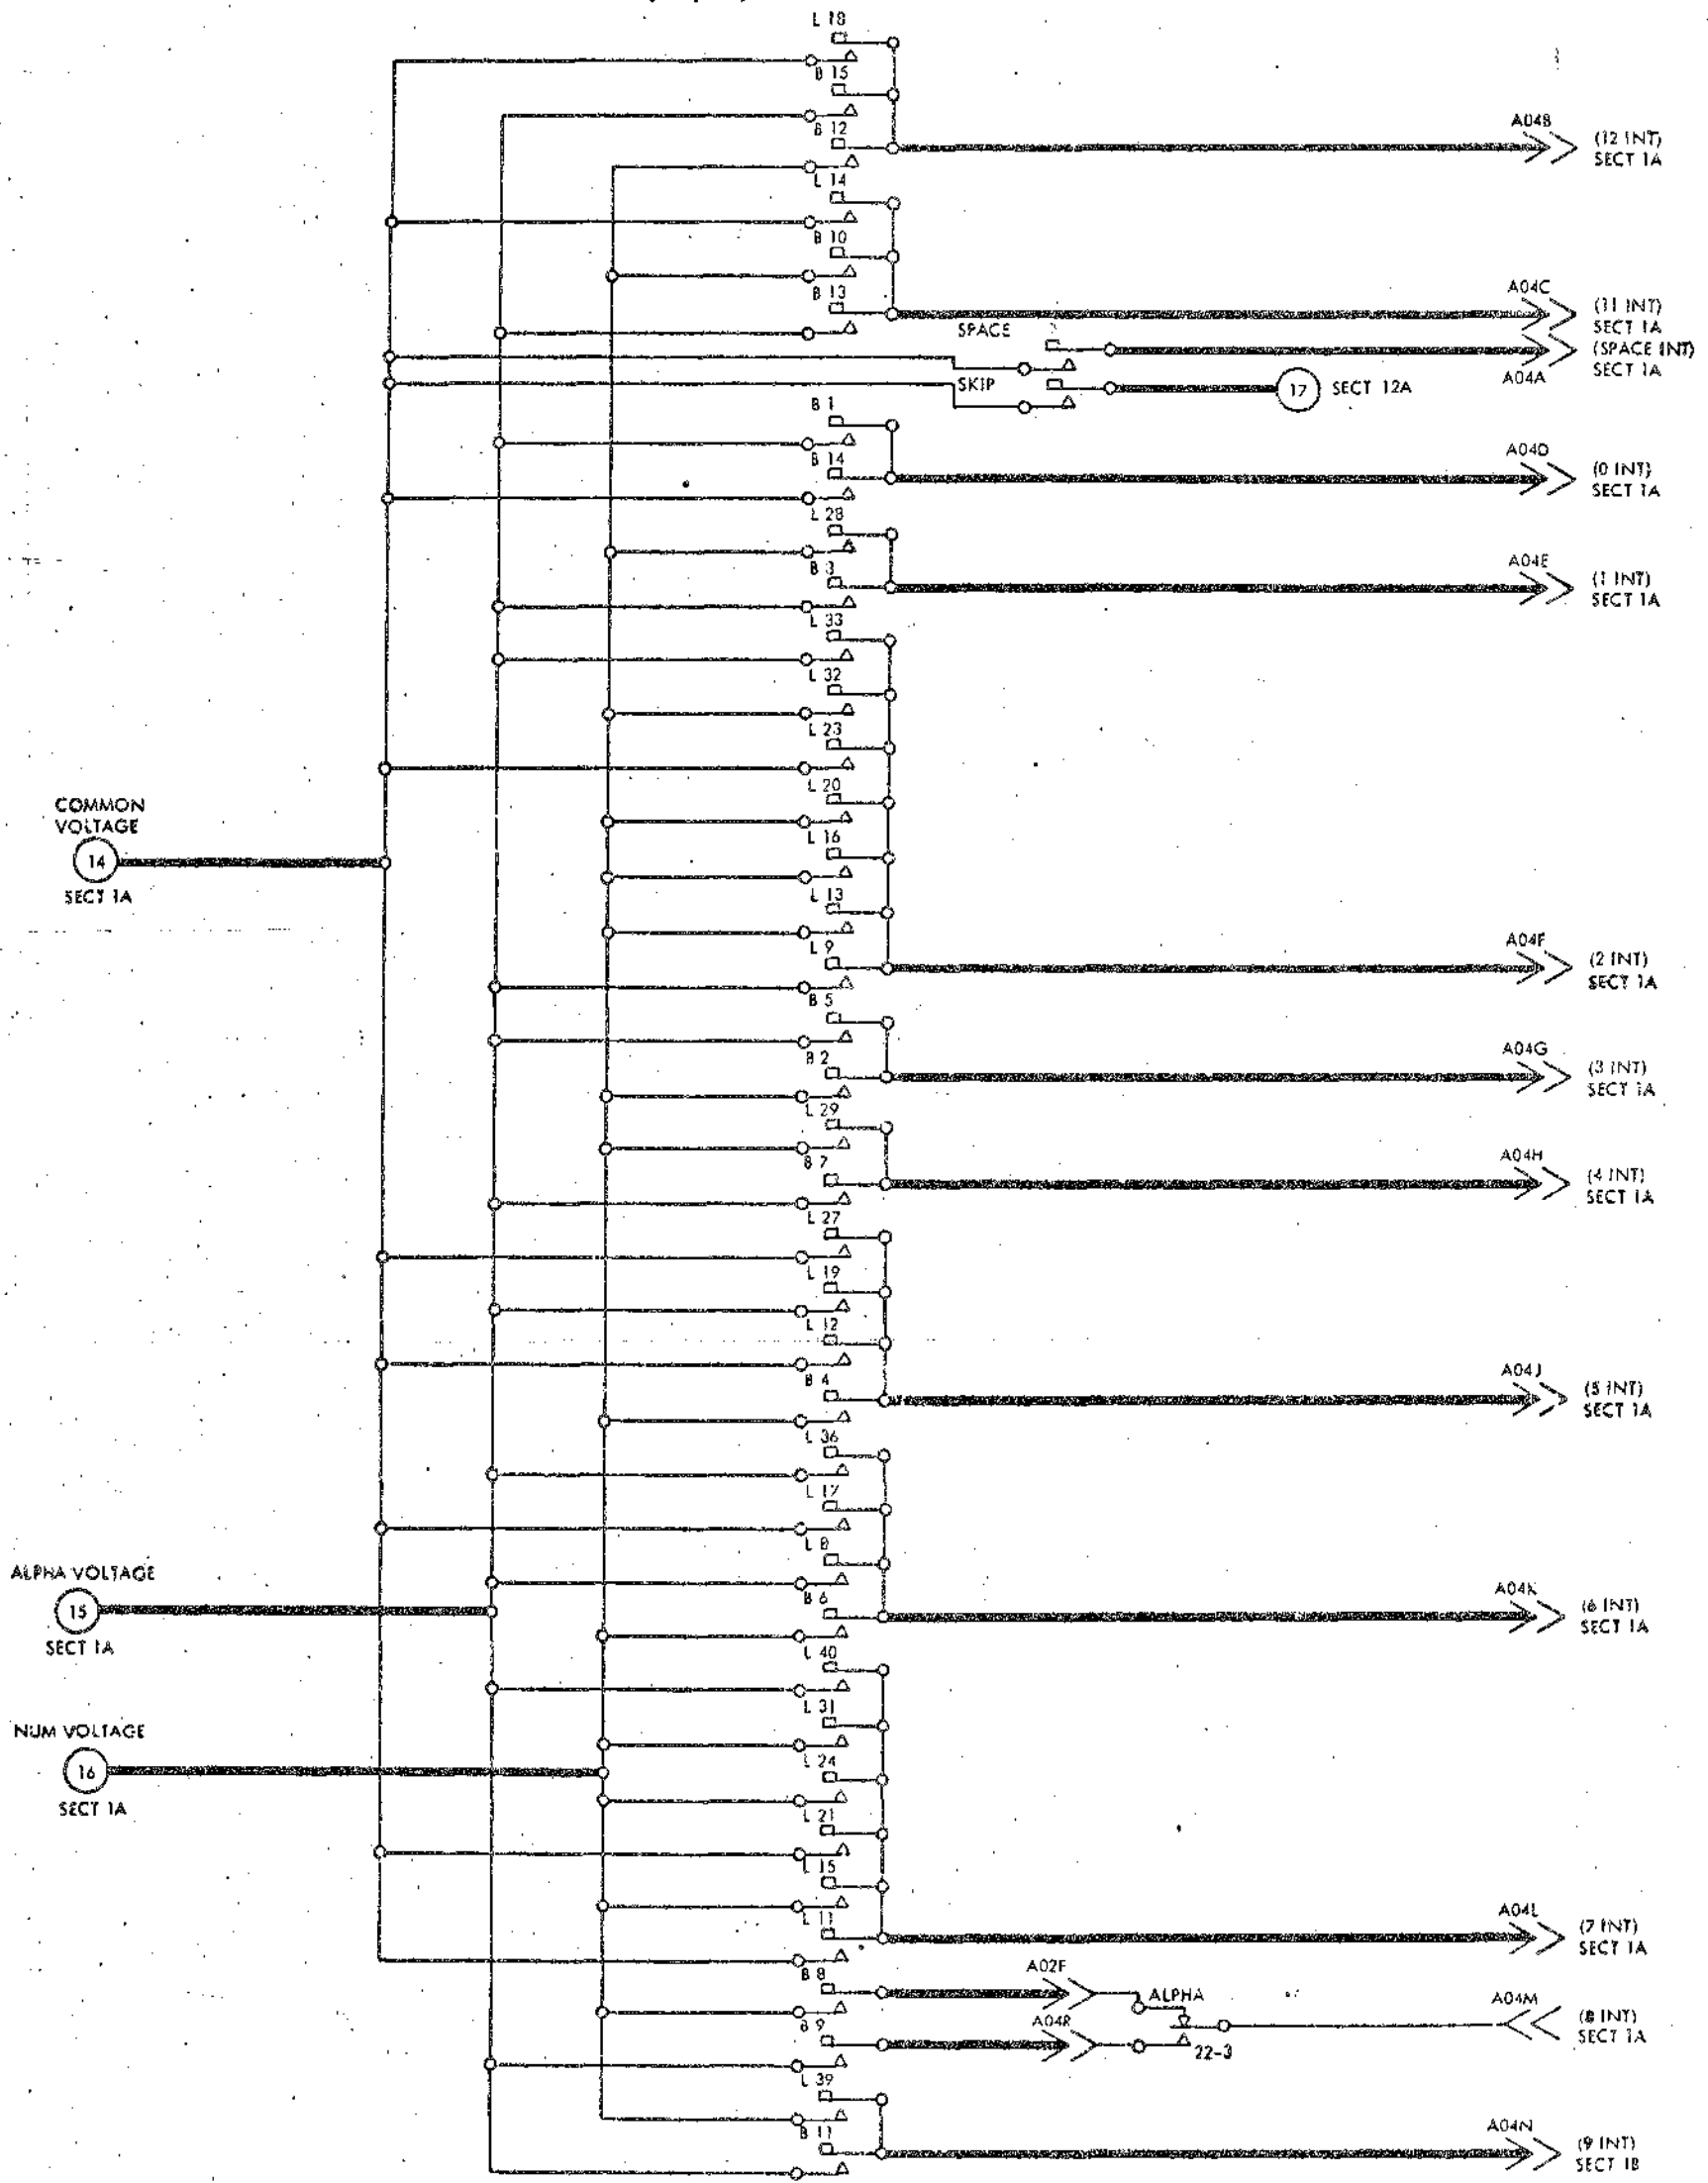 L 18
B 15
B 12
A04B
(12 INT)
SECT 1A
L 14
B 10
B 13
A04C
(11 INT)
SECT 1A
SPACE
(SPACE INT)
SECT 1A
A04A
SKIP
17
SECT 12A
B 1
B 14
A04D
(0 INT)
SECT 1A
L 28
B 3
A04E
(1 INT)
SECT 1A
L 33
L 32
L 23
L 20
COMMON
VOLTAGE
14
SECT 1A
L 16
L 13
L 9
A04F
(2 INT)
SECT 1A
B 5
B 2
A04G
(3 INT)
SECT 1A
L 29
B 7
A04H
(4 INT)
SECT 1A
L 27
L 19
L 12
B 4
A04J
(5 INT)
SECT 1A
L 36
L 17
L 8
B 6
A04K
(6 INT)
SECT 1A
ALPHA VOLTAGE
15
SECT 1A
L 40
L 31
NUM VOLTAGE
16
SECT 1A
L 24
L 21
L 15
L 11
A04L
(7 INT)
SECT 1A
B 8
A02F
ALPHA
A04M
(8 INT)
SECT 1A
B 9
A04R
22-3
L 39
B 11
A04N
(9 INT)
SECT 1B